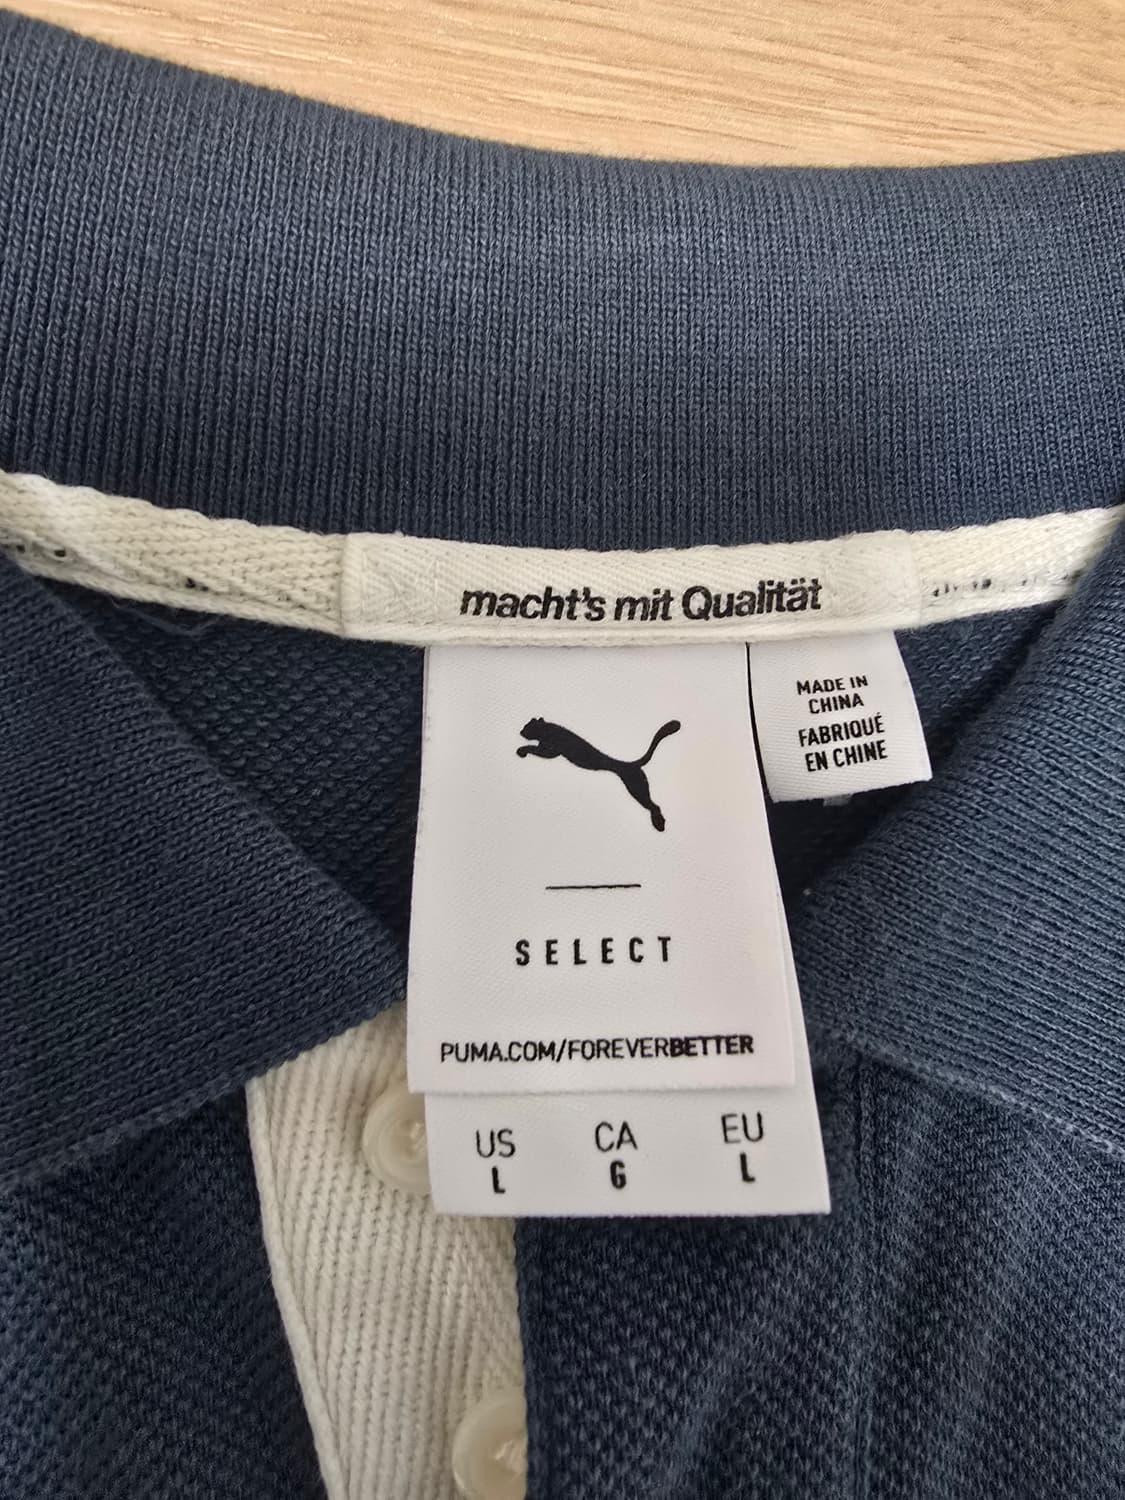 macht's mit Qualität
MADE IN
CHINA
FABRIQUÉ
EN CHINE
SELECT
PUMA.COM/FOREVERBETTER
US CA EU
L G L